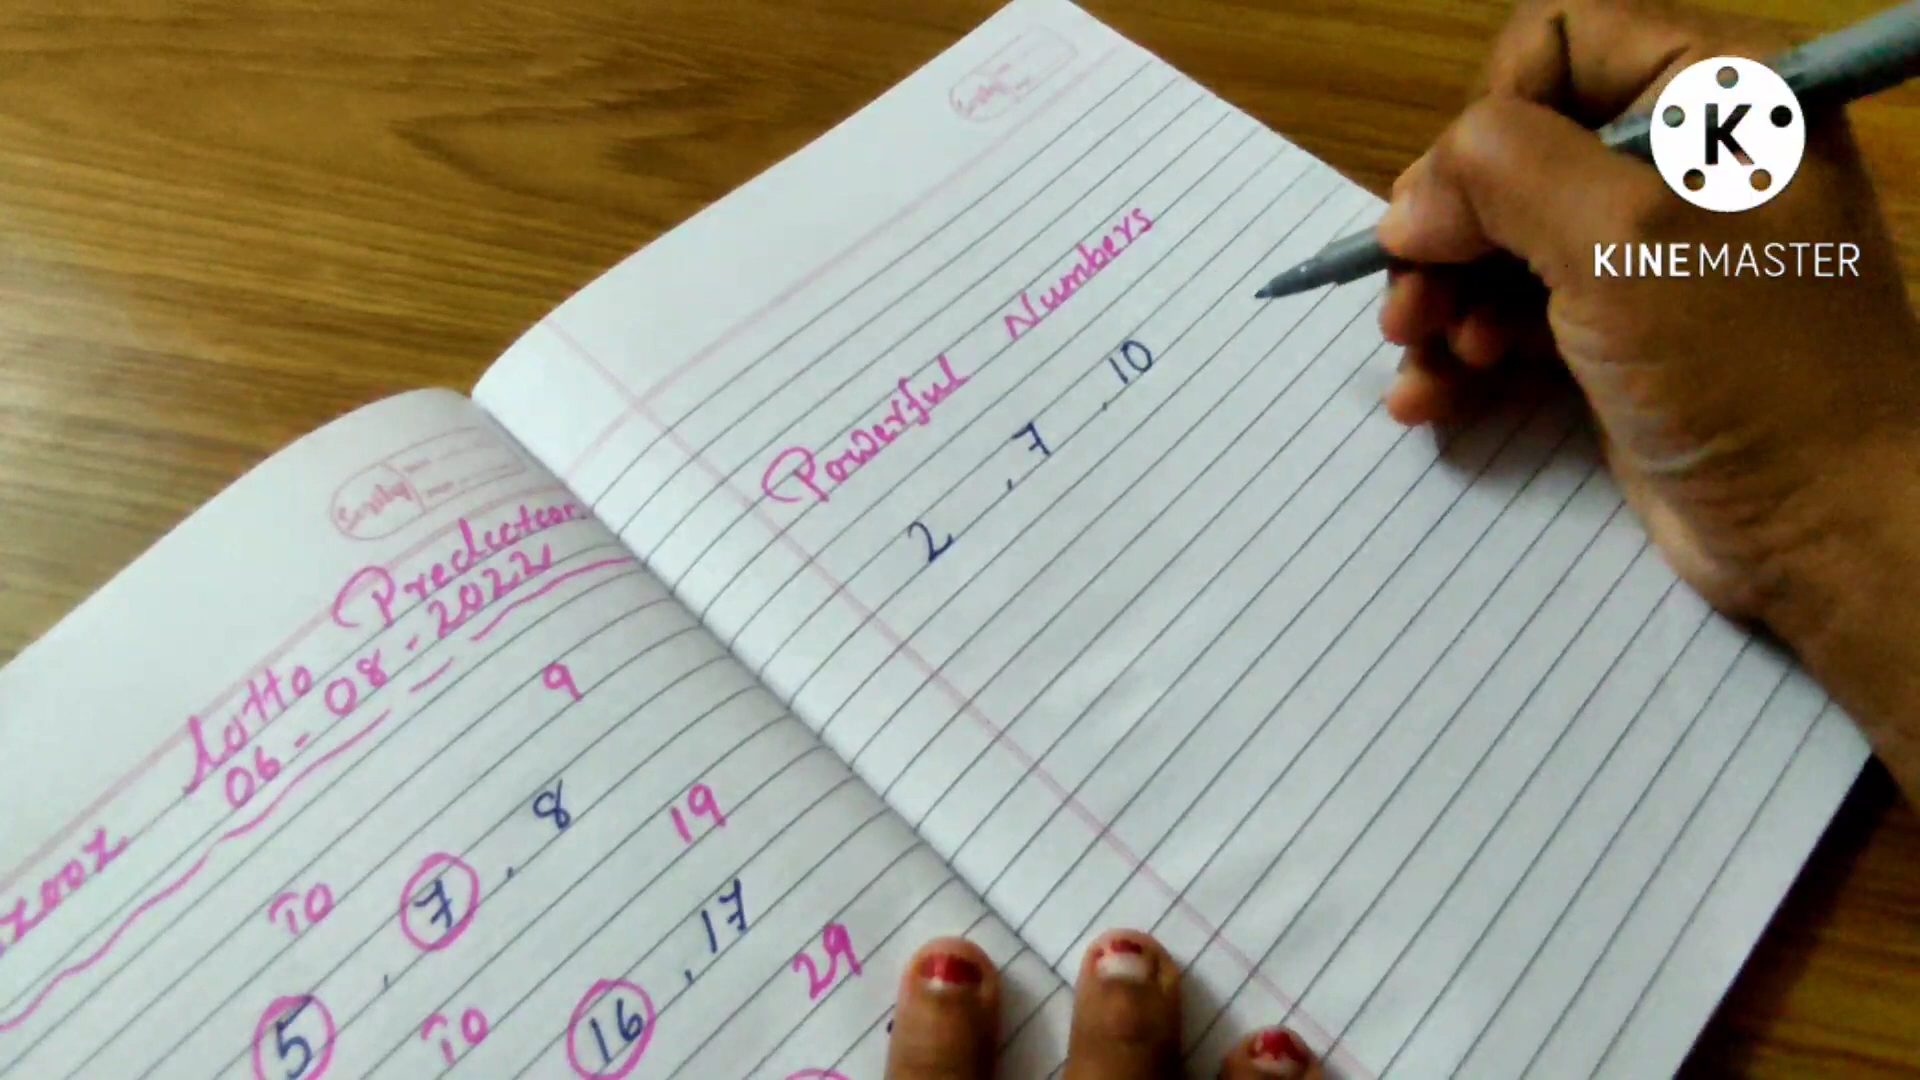 Lotto Prediction
06-08-2022
TO 9
5, 7, 8
TO 19
16, 17
29
Powerful Numbers
2, 7, 10
KINEMASTER